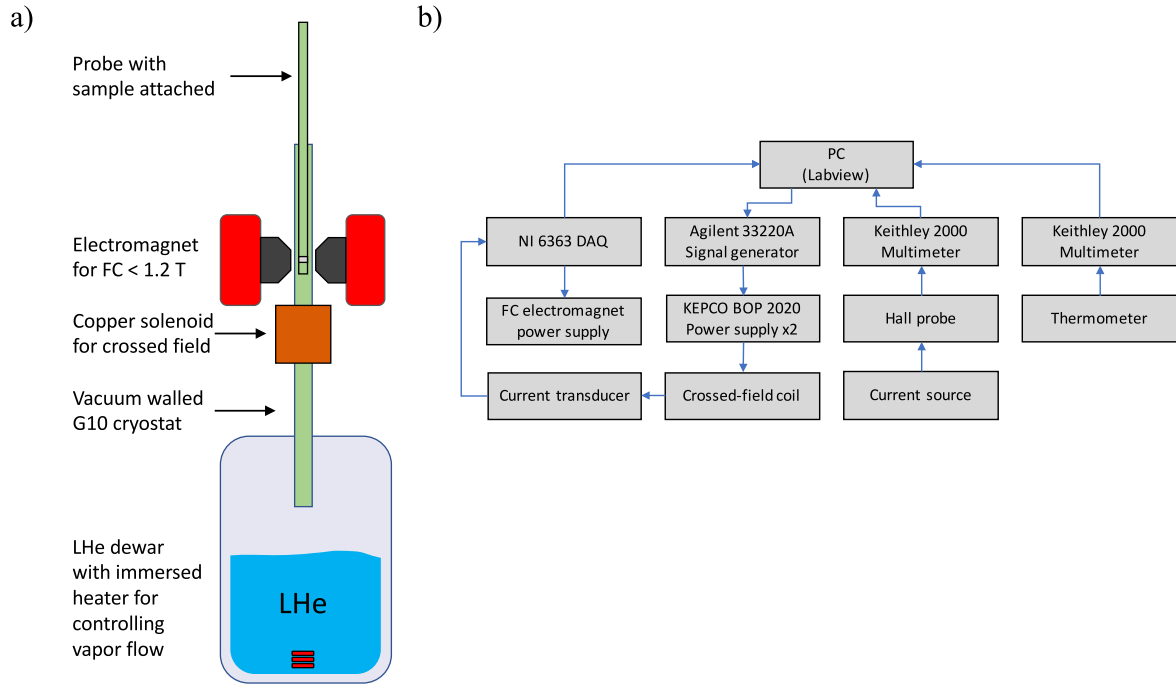 a)
Probe with
sample attached
Electromagnet
for FC < 1.2 T
Copper solenoid
for crossed field
Vacuum walled
G10 cryostat
LHe dewar
with immersed
heater for
controlling
vapor flow
LHe
b)
PC
(Labview)
NI 6363 DAQ
Agilent 33220A
Signal generator
Keithley 2000
Multimeter
Keithley 2000
Multimeter
FC electromagnet
power supply
KEPCO BOP 2020
Power supply x2
Hall probe
Thermometer
Current transducer
Crossed-field coil
Current source